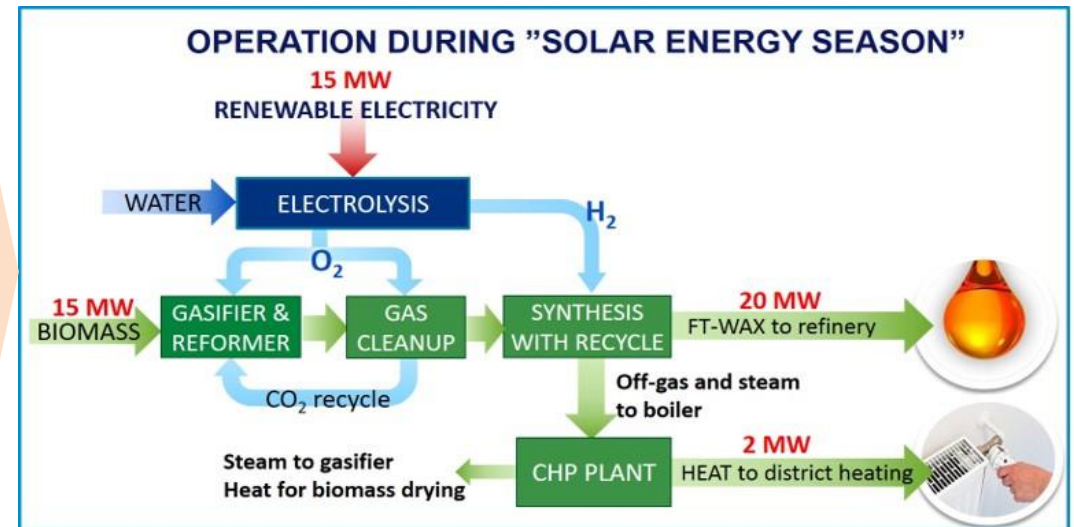 OPERATION DURING ”SOLAR ENERGY SEASON”
15 MW
RENEWABLE ELECTRICITY
WATER
ELECTROLYSIS
H₂
O₂
15 MW
BIOMASS
GASIFIER &
REFORMER
GAS
CLEANUP
SYNTHESIS
WITH RECYCLE
20 MW
FT-WAX to refinery
CO₂ recycle
Off-gas and steam
to boiler
Steam to gasifier
Heat for biomass drying
CHP PLANT
2 MW
HEAT to district heating